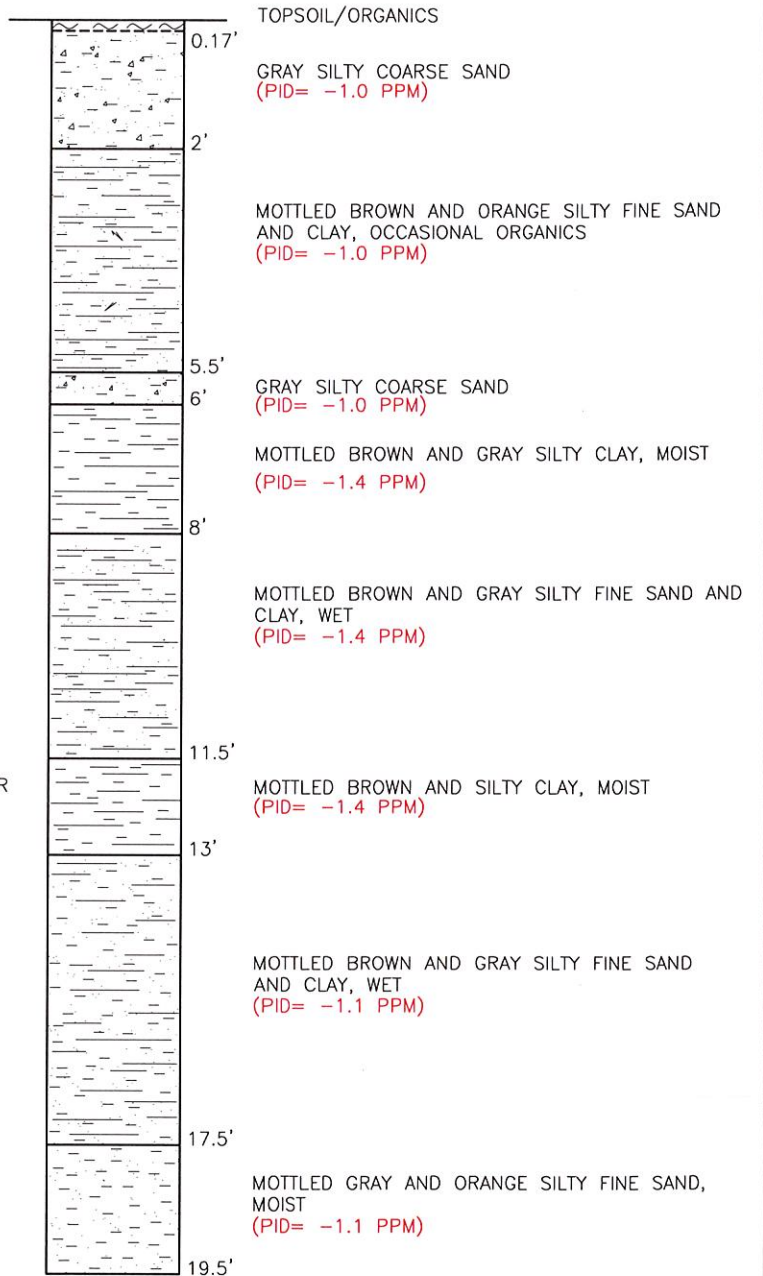 TOPSOIL/ORGANICS
0.17'
GRAY SILTY COARSE SAND
(PID= -1.0 PPM)
2'
MOTTLED BROWN AND ORANGE SILTY FINE SAND
AND CLAY, OCCASIONAL ORGANICS
(PID= -1.0 PPM)
5.5'
GRAY SILTY COARSE SAND
6'
(PID= -1.0 PPM)
MOTTLED BROWN AND GRAY SILTY CLAY, MOIST
(PID= -1.4 PPM)
8'
MOTTLED BROWN AND GRAY SILTY FINE SAND AND
CLAY, WET
(PID= -1.4 PPM)
11.5'
R
MOTTLED BROWN AND SILTY CLAY, MOIST
(PID= -1.4 PPM)
13'
MOTTLED BROWN AND GRAY SILTY FINE SAND
AND CLAY, WET
(PID= -1.1 PPM)
17.5'
MOTTLED GRAY AND ORANGE SILTY FINE SAND,
MOIST
(PID= -1.1 PPM)
19.5'